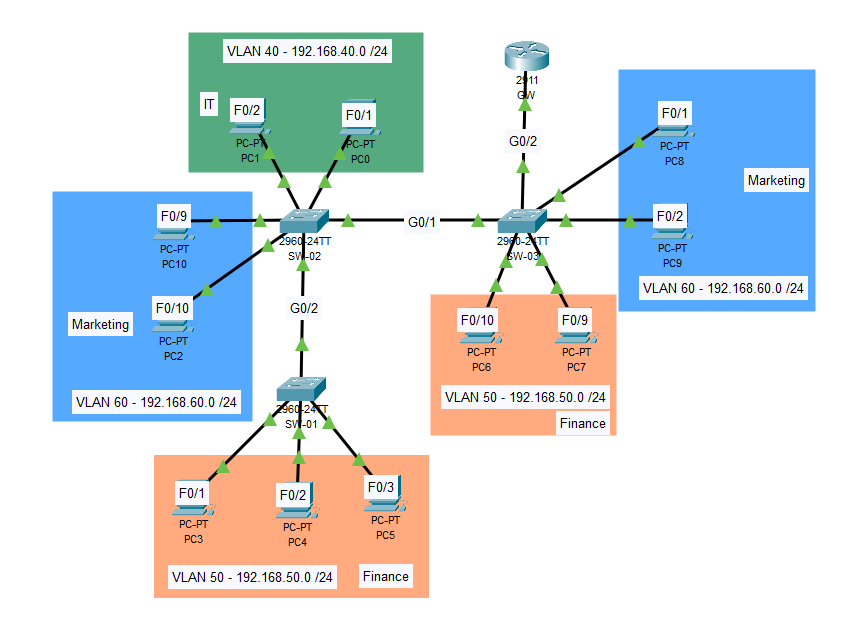 VLAN 40 - 192.168.40.0 /24
IT
F0/2
PC-PT
PC1
F0/1
PC-PT
PC0
2911
GW
G0/2
F0/1
PC-PT
PC8
Marketing
F0/2
PC-PT
PC9
VLAN 60 - 192.168.60.0 /24
F0/9
PC-PT
PC10
2960-24TT
SW-02
G0/1
2960-24TT
SW-03
F0/10
PC-PT
PC2
Marketing
VLAN 60 - 192.168.60.0 /24
G0/2
F0/10
PC-PT
PC6
F0/9
PC-PT
PC7
VLAN 50 - 192.168.50.0 /24
Finance
2960-24TT
SW-01
F0/1
PC-PT
PC3
F0/2
PC-PT
PC4
F0/3
PC-PT
PC5
VLAN 50 - 192.168.50.0 /24
Finance